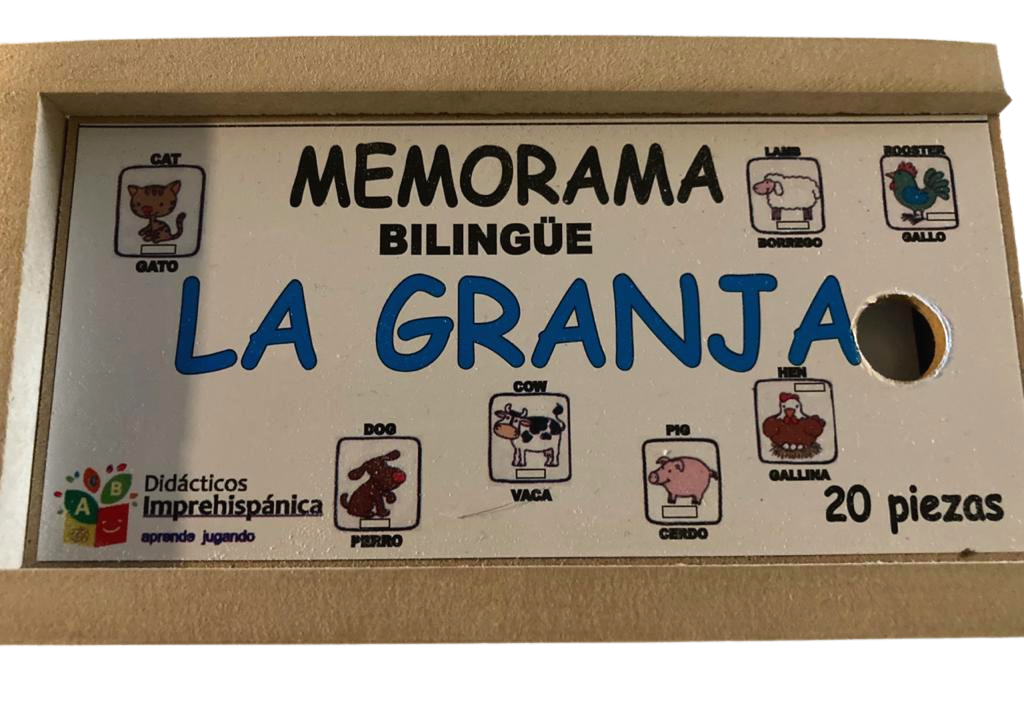 CAT
GATO
MEMORAMA
BILINGÜE
LA GRANJA
LAMB
BORREGO
ROOSTER
GALLO
DOG
PERRO
COW
VACA
PIG
CERDO
HEN
GALLINA
A
B
Didácticos
Imprehispánica
aprende jugando
20 piezas